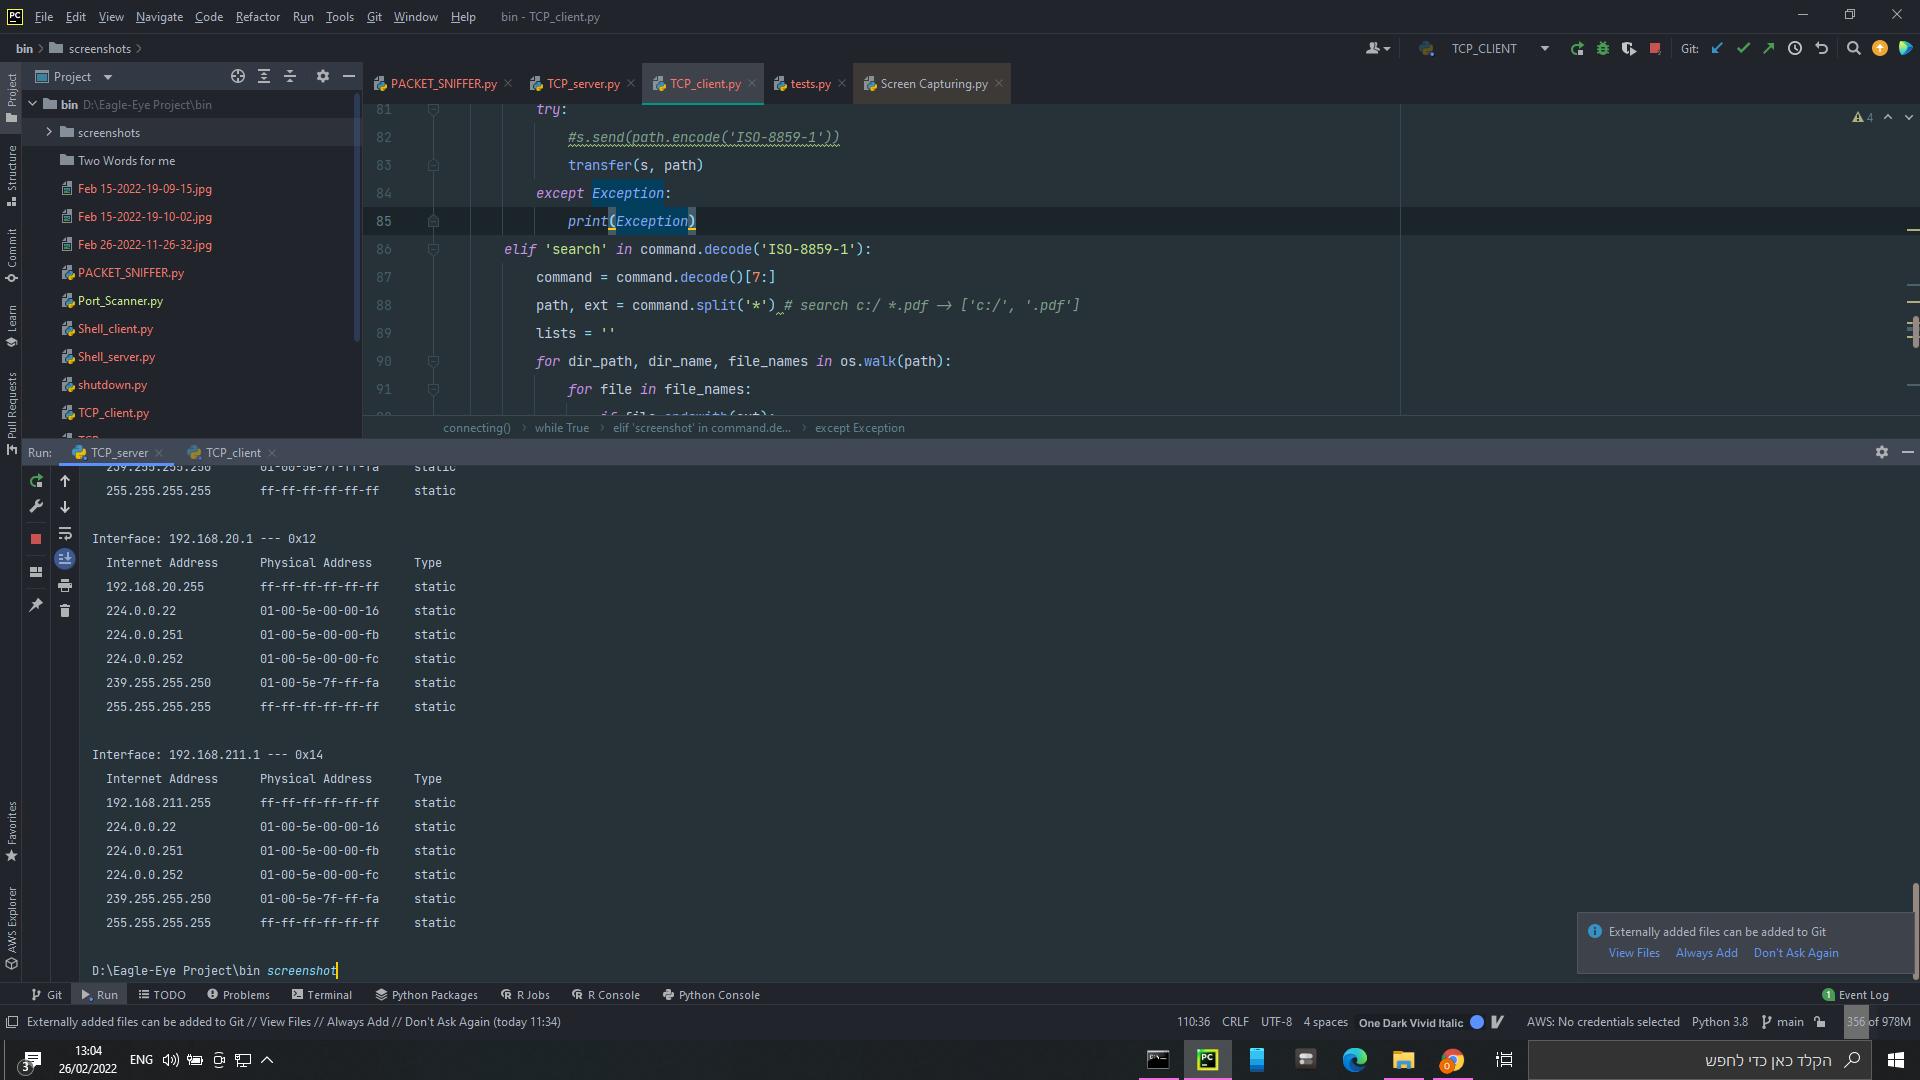 PC File Edit View Navigate Code Refactor Run Tools Git Window Help bin - TCP_client.py
bin screenshots TCP_CLIENT Git:
Project PACKET_SNIFFER.py TCP_server.py TCP_client.py tests.py Screen Capturing.py
Project
Structure
Commit
Learn
Pull Requests
Favorites
AWS Explorer
bin D:\Eagle-Eye Project\bin
screenshots
Two Words for me
Feb 15-2022-19-09-15.jpg
Feb 15-2022-19-10-02.jpg
Feb 26-2022-11-26-32.jpg
PACKET_SNIFFER.py
Port_Scanner.py
Shell_client.py
Shell_server.py
shutdown.py
TCP_client.py
4
81 try:
82 #s.send(path.encode('ISO-8859-1'))
83 transfer(s, path)
84 except Exception:
85 print(Exception)
86 elif 'search' in command.decode('ISO-8859-1'):
87 command = command.decode()[7:]
88 path, ext = command.split('*') # search c:/ *.pdf -> ['c:/', '.pdf']
89 lists = ''
90 for dir_path, dir_name, file_names in os.walk(path):
91 for file in file_names:
connecting() while True elif 'screenshot' in command.de... except Exception
Run: TCP_server TCP_client
239.255.255.250 01-00-5e-7f-ff-fa static
255.255.255.255 ff-ff-ff-ff-ff-ff static
Interface: 192.168.20.1 --- 0x12
Internet Address Physical Address Type
192.168.20.255 ff-ff-ff-ff-ff-ff static
224.0.0.22 01-00-5e-00-00-16 static
224.0.0.251 01-00-5e-00-00-fb static
224.0.0.252 01-00-5e-00-00-fc static
239.255.255.250 01-00-5e-7f-ff-fa static
255.255.255.255 ff-ff-ff-ff-ff-ff static
Interface: 192.168.211.1 --- 0x14
Internet Address Physical Address Type
192.168.211.255 ff-ff-ff-ff-ff-ff static
224.0.0.22 01-00-5e-00-00-16 static
224.0.0.251 01-00-5e-00-00-fb static
224.0.0.252 01-00-5e-00-00-fc static
239.255.255.250 01-00-5e-7f-ff-fa static
255.255.255.255 ff-ff-ff-ff-ff-ff static
D:\Eagle-Eye Project\bin screenshot
Externally added files can be added to Git
View Files Always Add Don't Ask Again
Git Run TODO Problems Terminal Python Packages R Jobs R Console Python Console 1 Event Log
Externally added files can be added to Git // View Files // Always Add // Don't Ask Again (today 11:34) 110:36 CRLF UTF-8 4 spaces One Dark Vivid Italic AWS: No credentials selected Python 3.8 main 356 of 978M
3 13:04 ENG PC הקלד כאן כדי לחפש
26/02/2022